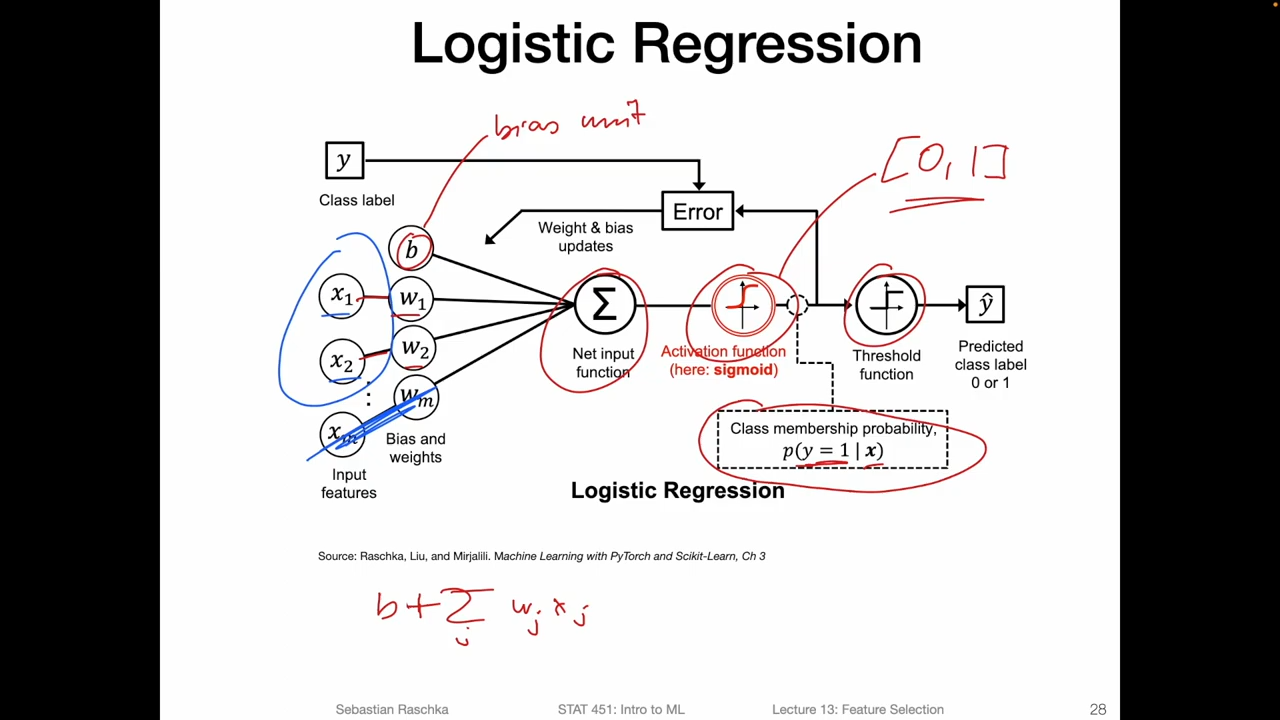 Logistic Regression
bias unit
[0, 1]
y
Class label
Error
Weight & bias
updates
b
x₁
w₁
x₂
w₂
⋮
xₘ
wₘ
Input
features
Bias and
weights
Σ
Net input
function
Activation function
(here: sigmoid)
Threshold
function
ŷ
Predicted
class label
0 or 1
Class membership probability,
p(y = 1 | x)
Logistic Regression
Source: Raschka, Liu, and Mirjalili. Machine Learning with PyTorch and Scikit-Learn, Ch 3
b + Σⱼ wⱼ xⱼ
Sebastian Raschka STAT 451: Intro to ML Lecture 13: Feature Selection 28